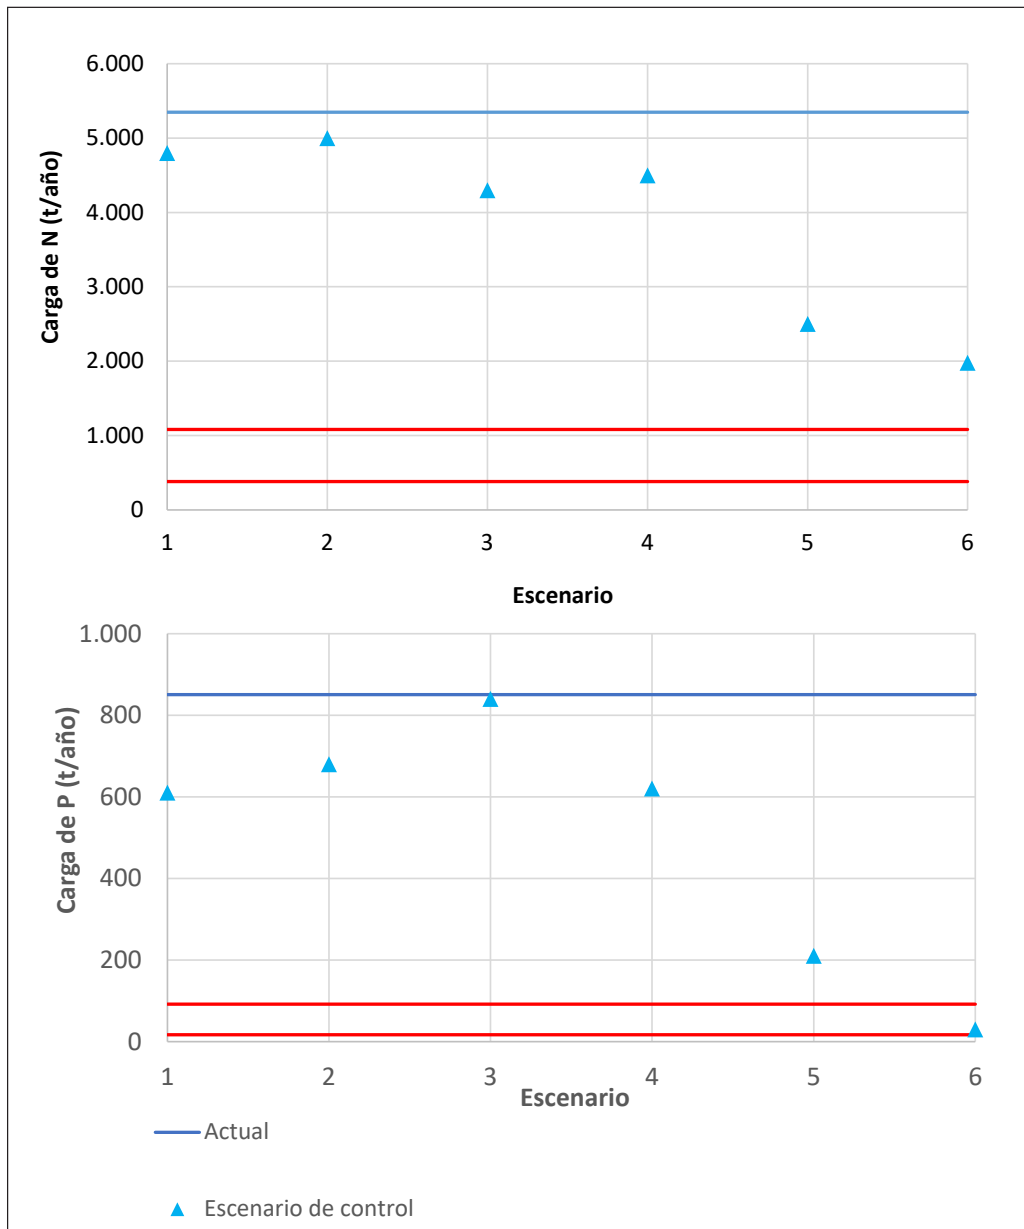 6.000
5.000
4.000
3.000
2.000
1.000
0
Carga de N (t/año)
1 2 3 4 5 6
Escenario
1.000
800
600
400
200
0
Carga de P (t/año)
1 2 3 4 5 6
Escenario
Actual
Escenario de control